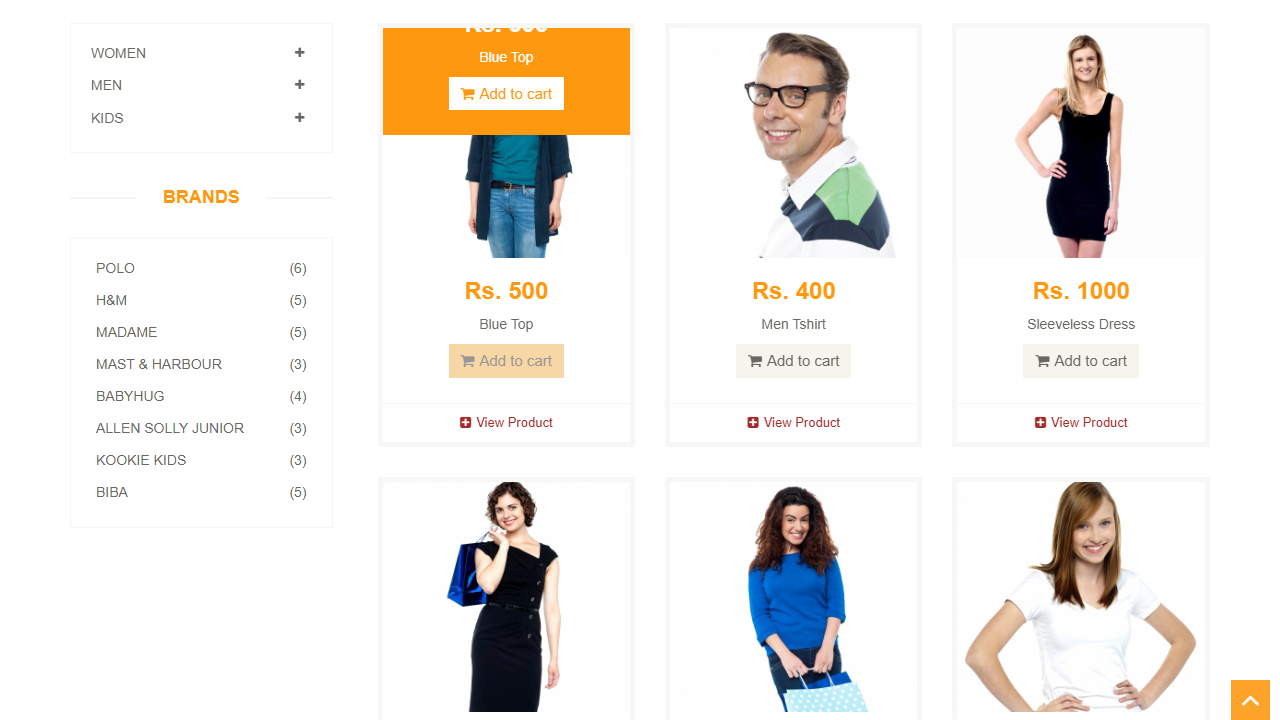 WOMEN
MEN
KIDS
BRANDS
POLO (6)
H&M (5)
MADAME (5)
MAST & HARBOUR (3)
BABYHUG (4)
ALLEN SOLLY JUNIOR (3)
KOOKIE KIDS (3)
BIBA (5)
Rs. 500
Blue Top
Add to cart
Rs. 500
Blue Top
Add to cart
View Product
Rs. 400
Men Tshirt
Add to cart
View Product
Rs. 1000
Sleeveless Dress
Add to cart
View Product